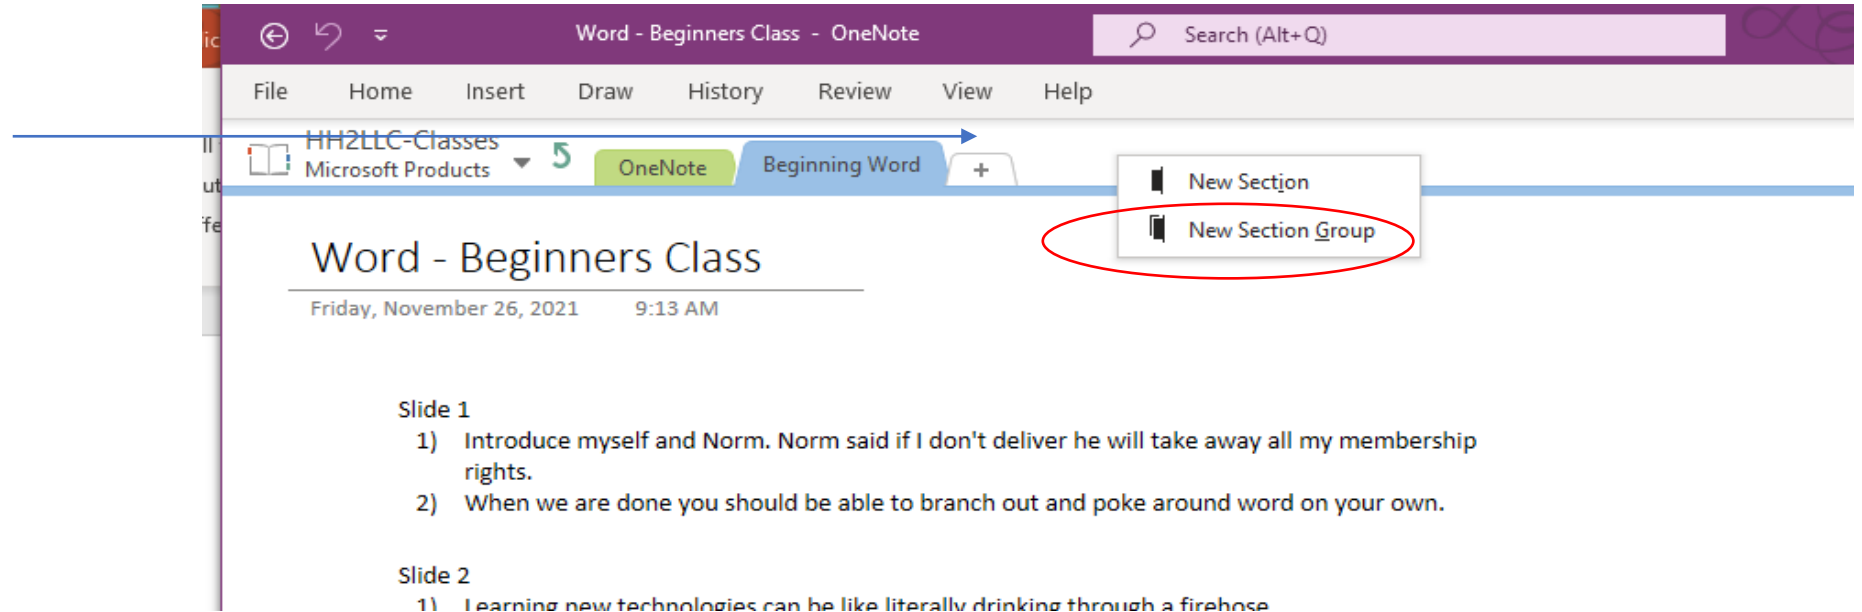 ic
Word - Beginners Class - OneNote
Search (Alt+Q)
File Home Insert Draw History Review View Help
ll
HH2LLC-Classes
Microsoft Products
OneNote
Beginning Word
+
ut
fe
New Section
New Section Group
Word - Beginners Class
Friday, November 26, 2021 9:13 AM
Slide 1
1) Introduce myself and Norm. Norm said if I don't deliver he will take away all my membership
rights.
2) When we are done you should be able to branch out and poke around word on your own.
Slide 2
1) Learning new technologies can be like literally drinking through a firehose